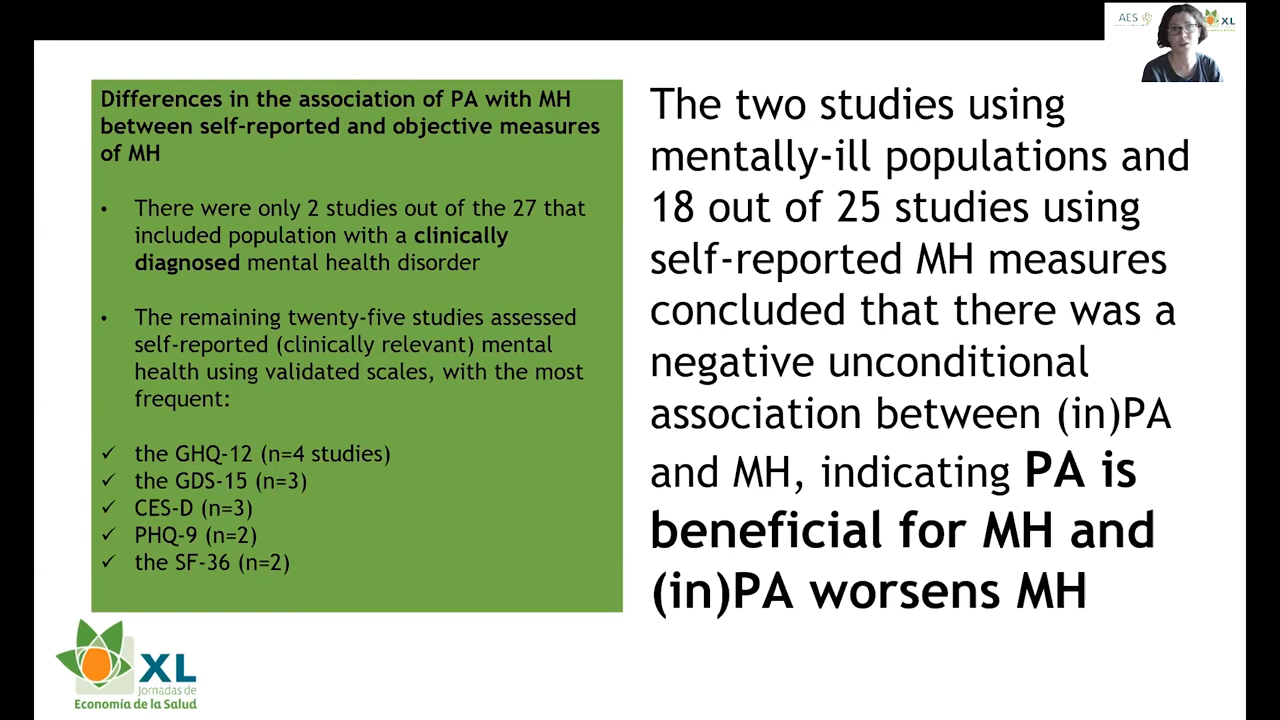 AES
XL
Differences in the association of PA with MH
between self-reported and objective measures
of MH
• There were only 2 studies out of the 27 that
included population with a clinically
diagnosed mental health disorder
• The remaining twenty-five studies assessed
self-reported (clinically relevant) mental
health using validated scales, with the most
frequent:
✓ the GHQ-12 (n=4 studies)
✓ the GDS-15 (n=3)
✓ CES-D (n=3)
✓ PHQ-9 (n=2)
✓ the SF-36 (n=2)
The two studies using
mentally-ill populations and
18 out of 25 studies using
self-reported MH measures
concluded that there was a
negative unconditional
association between (in)PA
and MH, indicating PA is
beneficial for MH and
(in)PA worsens MH
XL
Jornadas de
Economía de la Salud